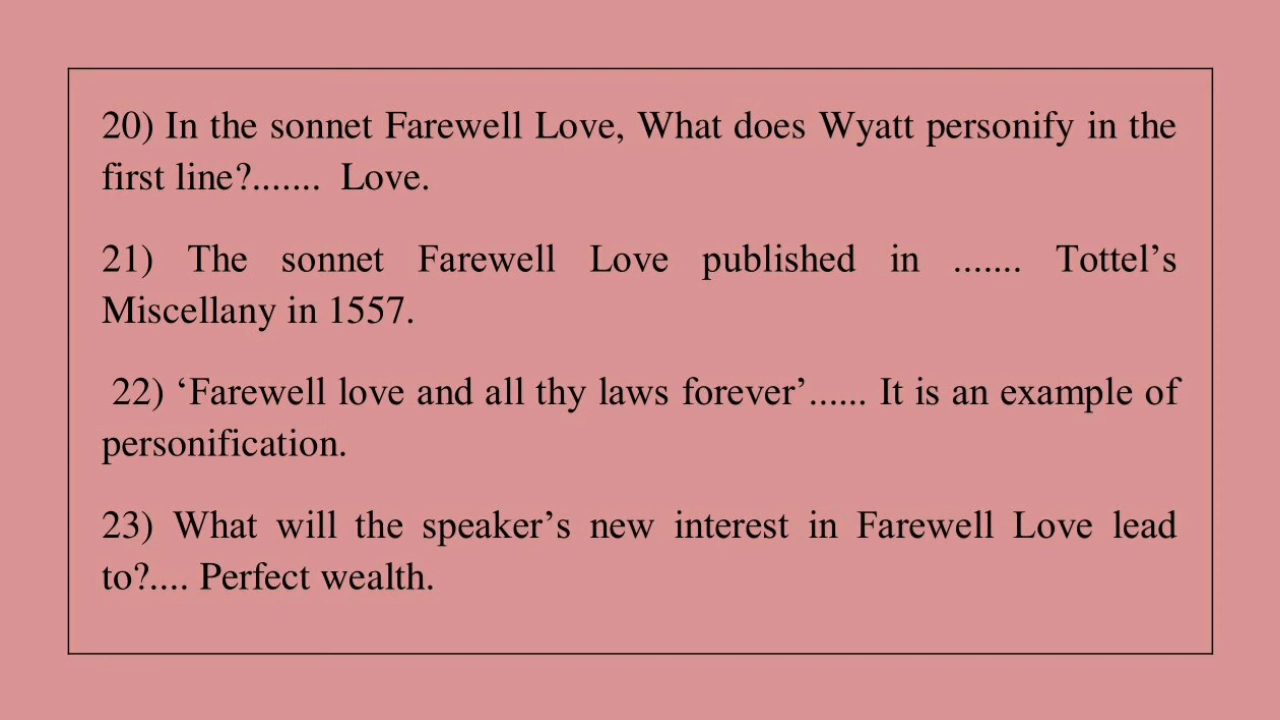 20) In the sonnet Farewell Love, What does Wyatt personify in the
first line?....... Love.
21) The sonnet Farewell Love published in ....... Tottel’s
Miscellany in 1557.
22) ‘Farewell love and all thy laws forever’...... It is an example of
personification.
23) What will the speaker’s new interest in Farewell Love lead
to?.... Perfect wealth.